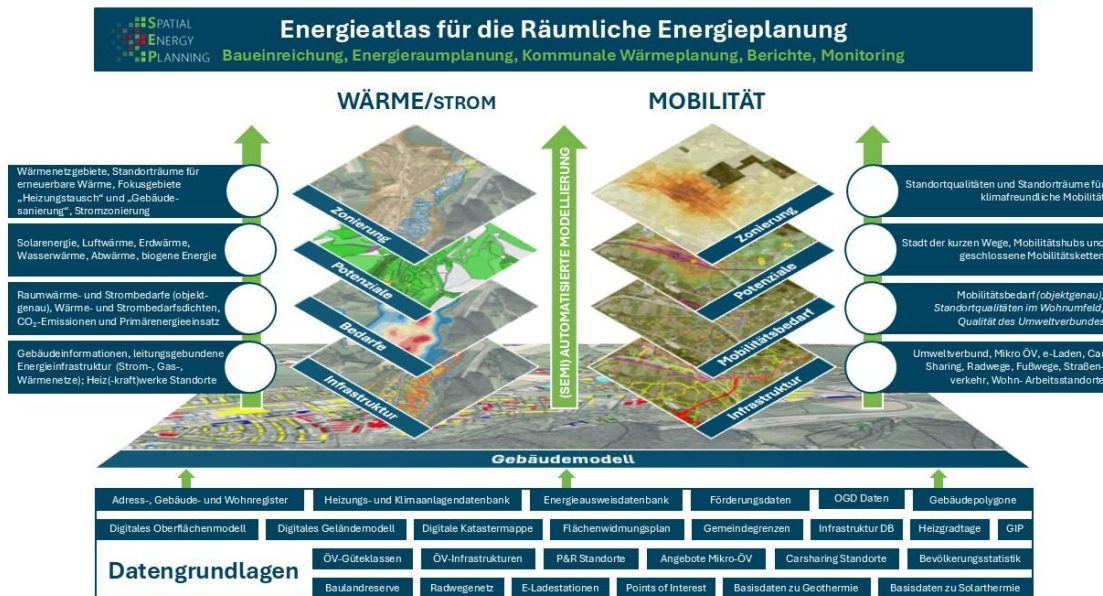 SPATIAL
ENERGY
PLANNING
Energieatlas für die Räumliche Energieplanung
Baueinreichung, Energieraumplanung, Kommunale Wärmeplanung, Berichte, Monitoring
WÄRME/STROM
MOBILITÄT
Wärmenetzgebiete, Standorträume für
erneuerbare Wärme, Fokusgebiete
„Heizungstausch“ und „Gebäude-
sanierung“, Stromzonierung
Solarenergie, Luftwärme, Erdwärme,
Wasserwärme, Abwärme, biogene Energie
Raumwärme- und Strombedarfe (objekt-
genau), Wärme- und Strombedarfsdichten,
CO₂-Emissionen und Primärenergieeinsatz
Gebäudeinformationen, leitungsgebundene
Energieinfrastruktur (Strom-, Gas-,
Wärmenetze); Heiz(-kraft)werke Standorte
Zonierung
Potenziale
Bedarfe
Infrastruktur
(SEMI) AUTOMATISIERTE MODELLIERUNG
Zonierung
Potenziale
Mobilitätsbedarf
Infrastruktur
Standortqualitäten und Standorträume für
klimafreundliche Mobilität
Stadt der kurzen Wege, Mobilitätshubs und
geschlossene Mobilitätsketten
Mobilitätsbedarf (objektgenau),
Standortqualitäten im Wohnumfeld,
Qualität des Umweltverbundes
Umweltverbund, Mikro ÖV, e-Laden, Car
Sharing, Radwege, Fußwege, Straßen-
verkehr, Wohn- Arbeitsstandorte
Gebäudemodell
Adress-, Gebäude- und Wohnregister
Heizungs- und Klimaanlagendatenbank
Energieausweisdatenbank
Förderungsdaten
OGD Daten
Gebäudepolygone
Digitales Oberflächenmodell
Digitales Geländemodell
Digitale Katastermappe
Flächenwidmungsplan
Gemeindegrenzen
Infrastruktur DB
Heizgradtage
GIP
Datengrundlagen
ÖV-Güteklassen
ÖV-Infrastrukturen
P&R Standorte
Angebote Mikro-ÖV
Carsharing Standorte
Bevölkerungsstatistik
Baulandreserve
Radwegenetz
E-Ladestationen
Points of Interest
Basisdaten zu Geothermie
Basisdaten zu Solarthermie